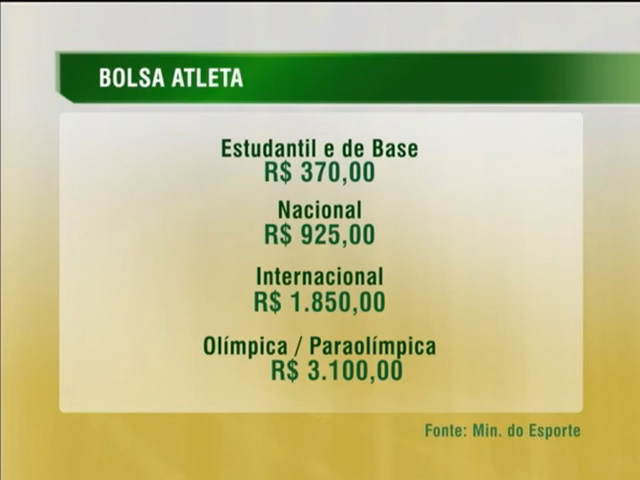 BOLSA ATLETA
Estudantil e de Base
R$ 370,00
Nacional
R$ 925,00
Internacional
R$ 1.850,00
Olímpica / Paraolímpica
R$ 3.100,00
Fonte: Min. do Esporte